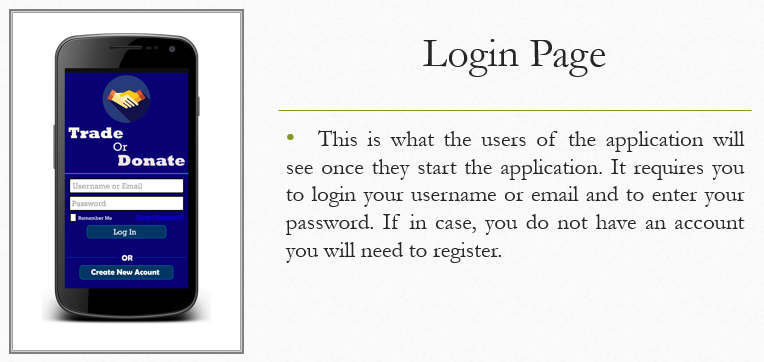 Login Page
Trade
Or
Donate
Username or Email
Password
Remember Me
Log In
OR
Create New Acount
• This is what the users of the application will
see once they start the application. It requires you
to login your username or email and to enter your
password. If in case, you do not have an account
you will need to register.